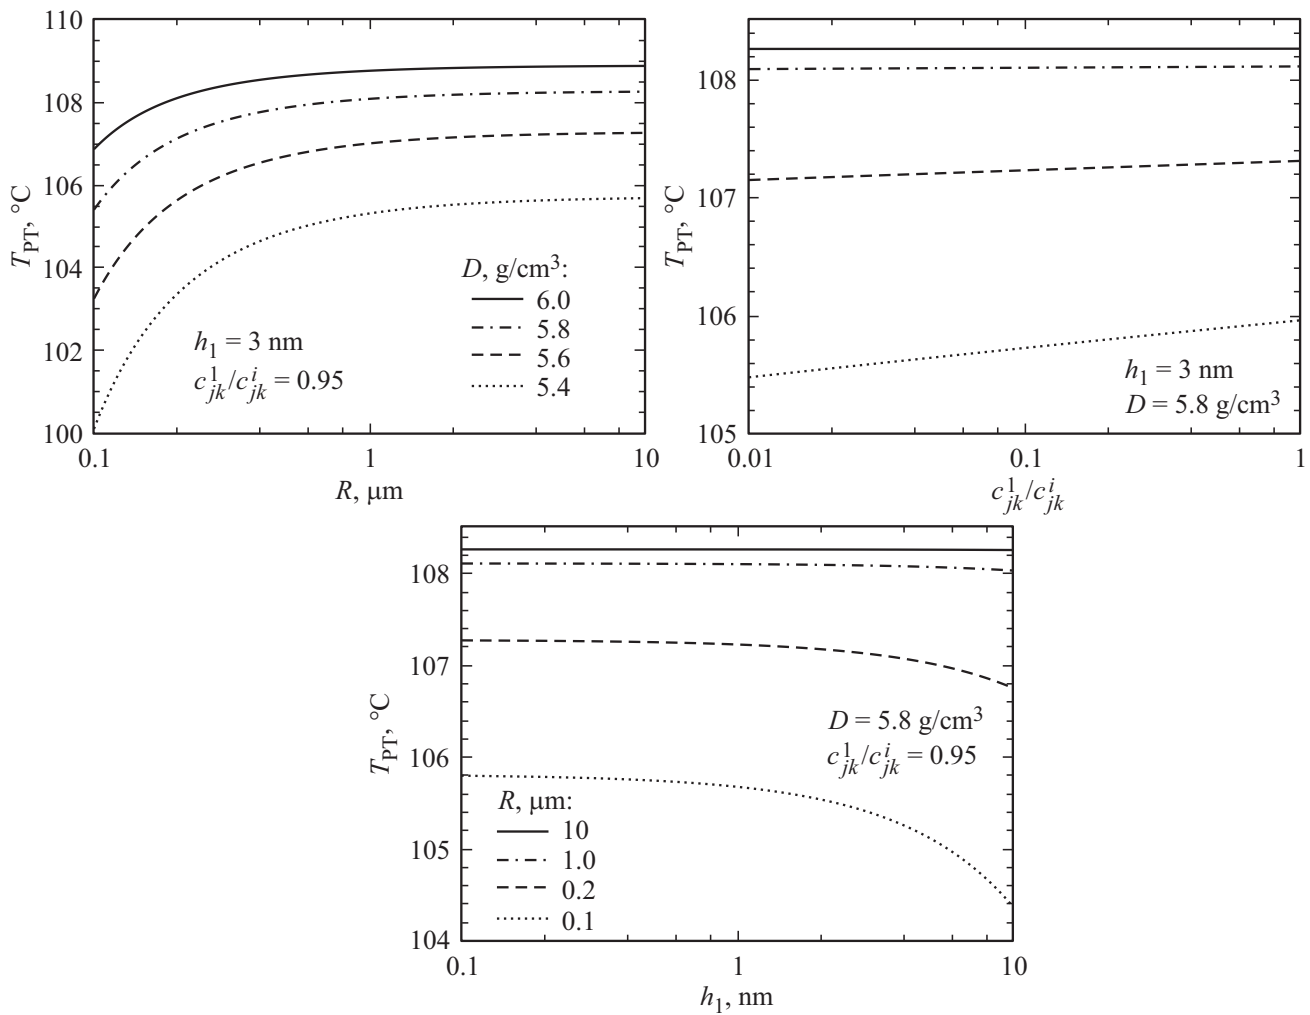 110
108
106
104
102
100
T_PT, °C
D, g/cm³:
6.0
5.8
5.6
5.4
h₁ = 3 nm
c¹_jk/cⁱ_jk = 0.95
0.1 1 10
R, μm
108
107
106
105
T_PT, °C
h₁ = 3 nm
D = 5.8 g/cm³
0.01 0.1 1
c¹_jk/cⁱ_jk
108
107
106
105
104
T_PT, °C
D = 5.8 g/cm³
c¹_jk/cⁱ_jk = 0.95
R, μm:
10
1.0
0.2
0.1
0.1 1 10
h₁, nm